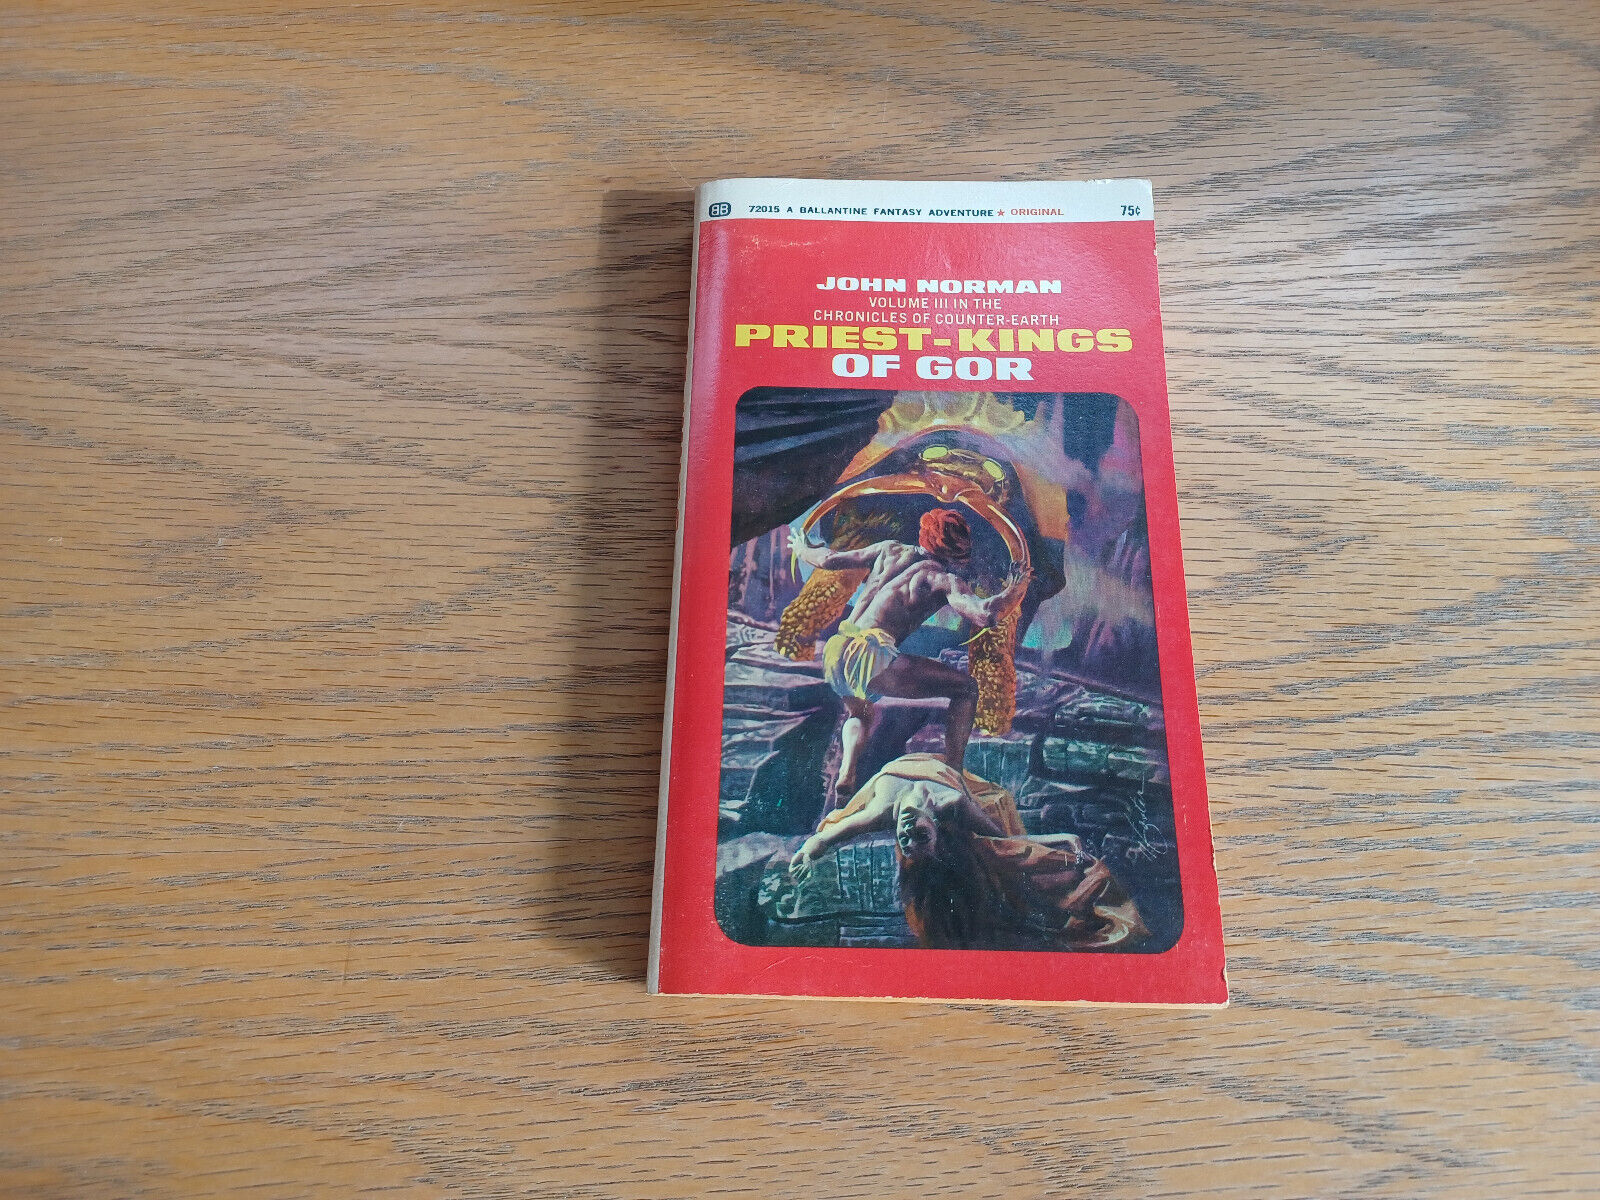 BB 72015 A BALLANTINE FANTASY ADVENTURE ★ ORIGINAL 75¢
JOHN NORMAN
VOLUME III IN THE
CHRONICLES OF COUNTER-EARTH
PRIEST-KINGS
OF GOR